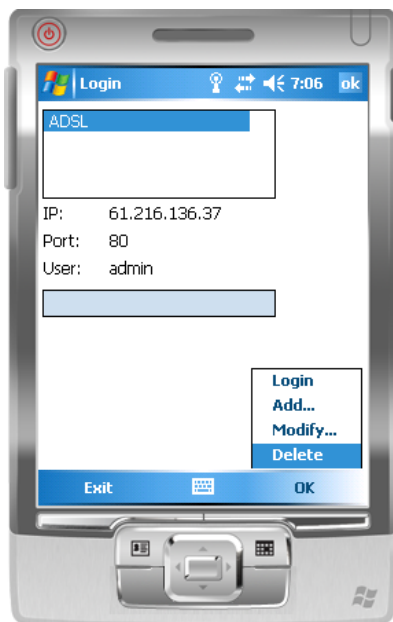 Login 7:06 ok
ADSL
IP: 61.216.136.37
Port: 80
User: admin
Login
Add...
Modify...
Delete
Exit OK